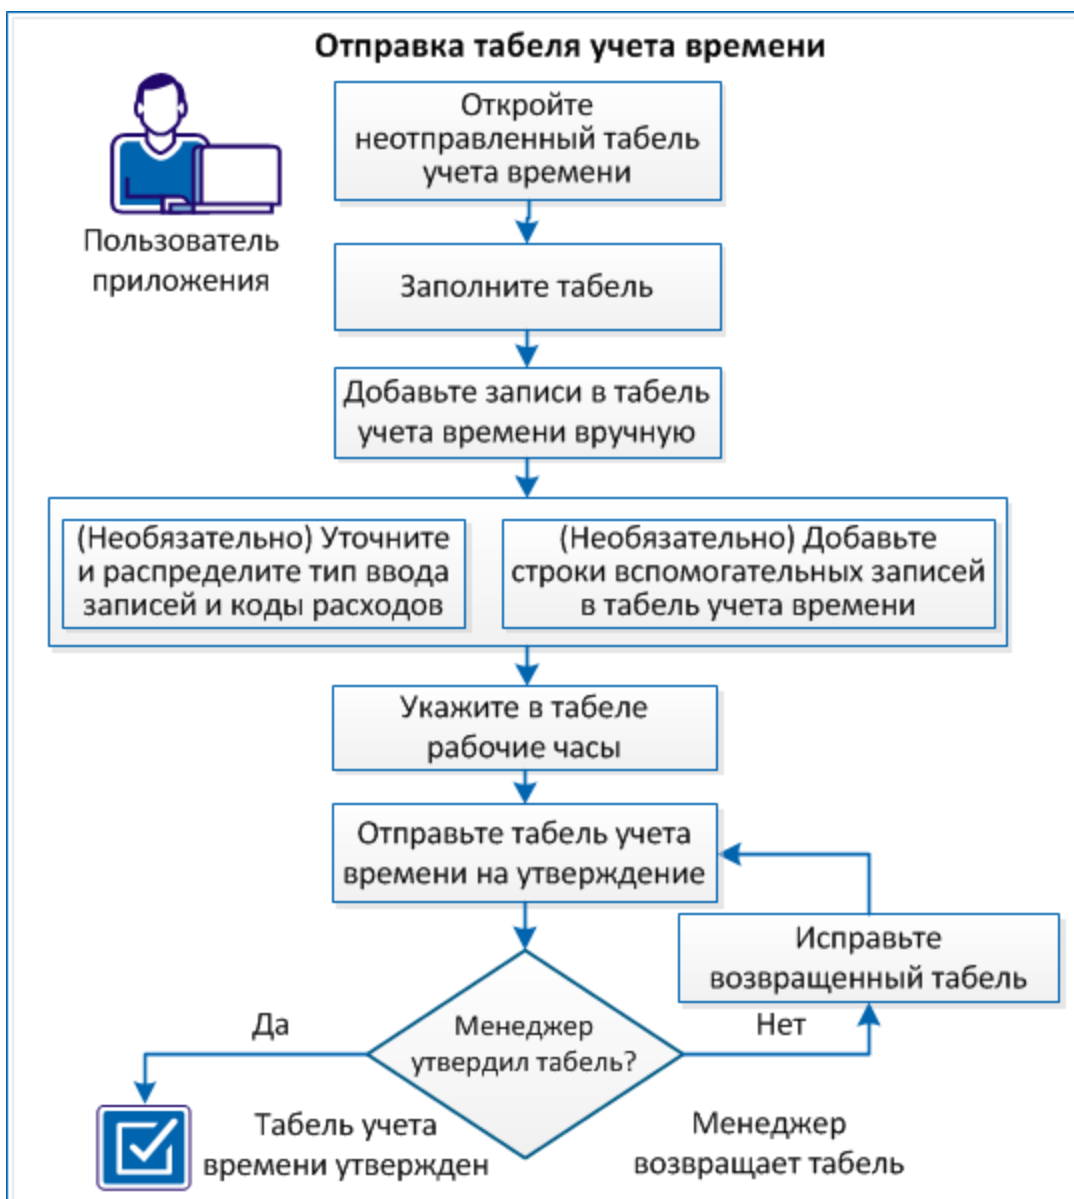 Отправка табеля учета времени
Пользователь
приложения
Откройте
неотправленный табель
учета времени
Заполните табель
Добавьте записи в табель
учета времени вручную
(Необязательно) Уточните
и распределите тип ввода
записей и коды расходов
(Необязательно) Добавьте
строки вспомогательных записей
в табель учета времени
Укажите в табеле
рабочие часы
Отправьте табель учета
времени на утверждение
Исправьте
возвращенный табель
Да
Менеджер
утвердил табель?
Нет
Табель учета
времени утвержден
Менеджер
возвращает табель